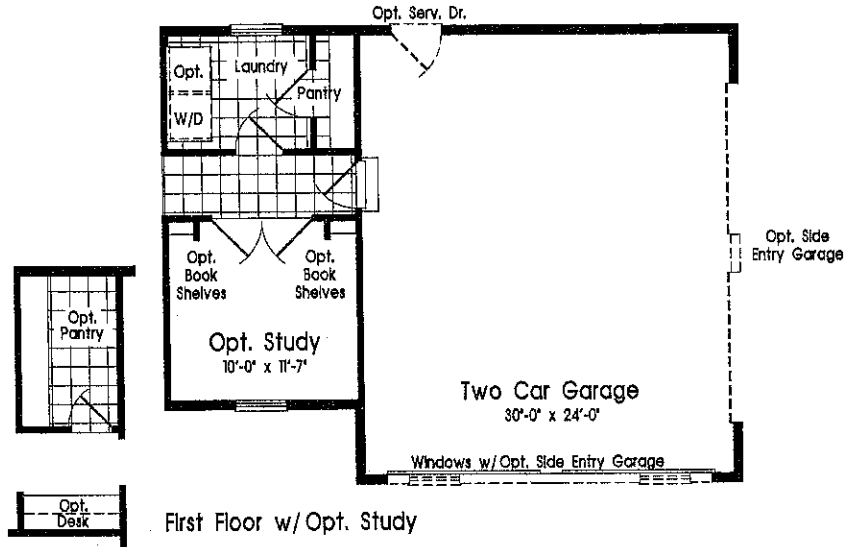 Opt. Serv. Dr.
Opt.
W/D
Laundry
Pantry
Opt. Side
Entry Garage
Opt.
Book
Shelves
Opt.
Book
Shelves
Opt.
Pantry
Opt. Study
10'-0" x 11'-7"
Two Car Garage
30'-0" x 24'-0"
Windows w/Opt. Side Entry Garage
Opt.
Desk
First Floor w/ Opt. Study